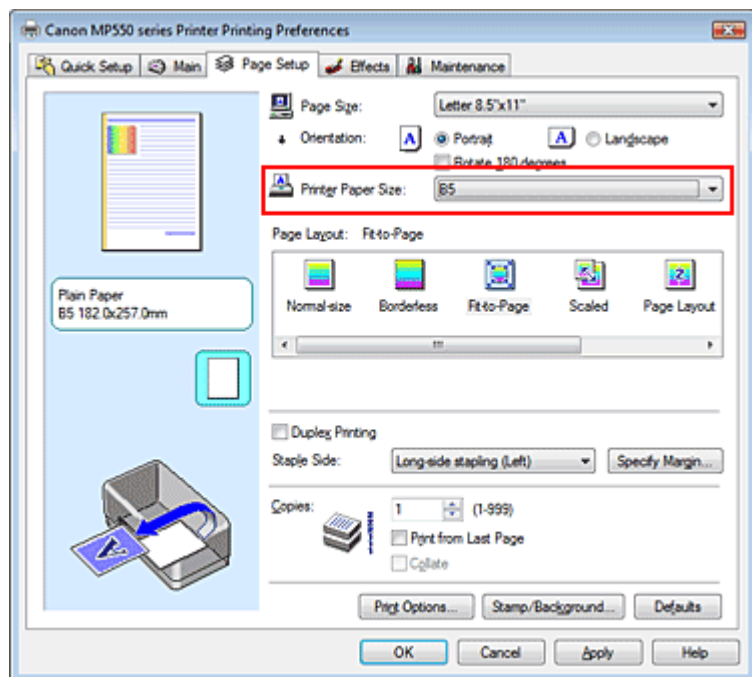 Canon MP550 series Printer Printing Preferences
Quick Setup Main Page Setup Effects Maintenance
Page Size: Letter 8.5"x11"
Orientation: A Portrait A Landscape
Rotate 180 degrees
Printer Paper Size: B5
Page Layout: Fit-to-Page
Normal-size Borderless Fit-to-Page Scaled Page Layout
Plain Paper
B5 182.0x257.0mm
Duplex Printing
Staple Side: Long-side stapling (Left) Specify Margin...
Copies: 1 (1-999)
Print from Last Page
Collate
Print Options... Stamp/Background... Defaults
OK Cancel Apply Help